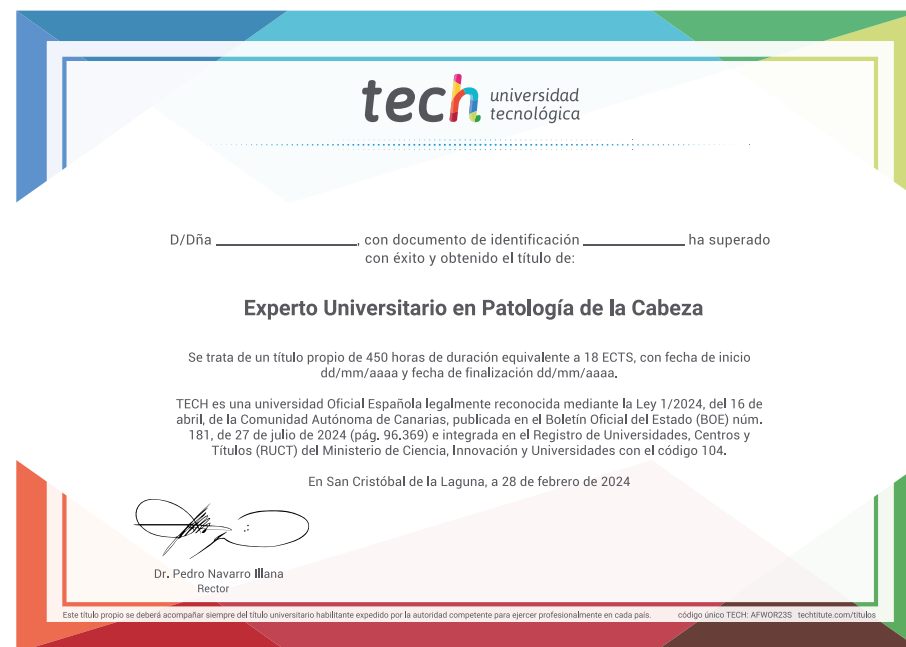 tech universidad
tecnológica
D/Dña ________________, con documento de identificación ____________ ha superado
con éxito y obtenido el título de:
Experto Universitario en Patología de la Cabeza
Se trata de un título propio de 450 horas de duración equivalente a 18 ECTS, con fecha de inicio
dd/mm/aaaa y fecha de finalización dd/mm/aaaa.
TECH es una universidad Oficial Española legalmente reconocida mediante la Ley 1/2024, del 16 de
abril, de la Comunidad Autónoma de Canarias, publicada en el Boletín Oficial del Estado (BOE) núm.
181, de 27 de julio de 2024 (pág. 96.369) e integrada en el Registro de Universidades, Centros y
Títulos (RUCT) del Ministerio de Ciencia, Innovación y Universidades con el código 104.
En San Cristóbal de la Laguna, a 28 de febrero de 2024
Dr. Pedro Navarro Illana
Rector
Este título propio se deberá acompañar siempre del título universitario habilitante expedido por la autoridad competente para ejercer profesionalmente en cada país. código único TECH: AFWOR23S techtitute.com/titulos